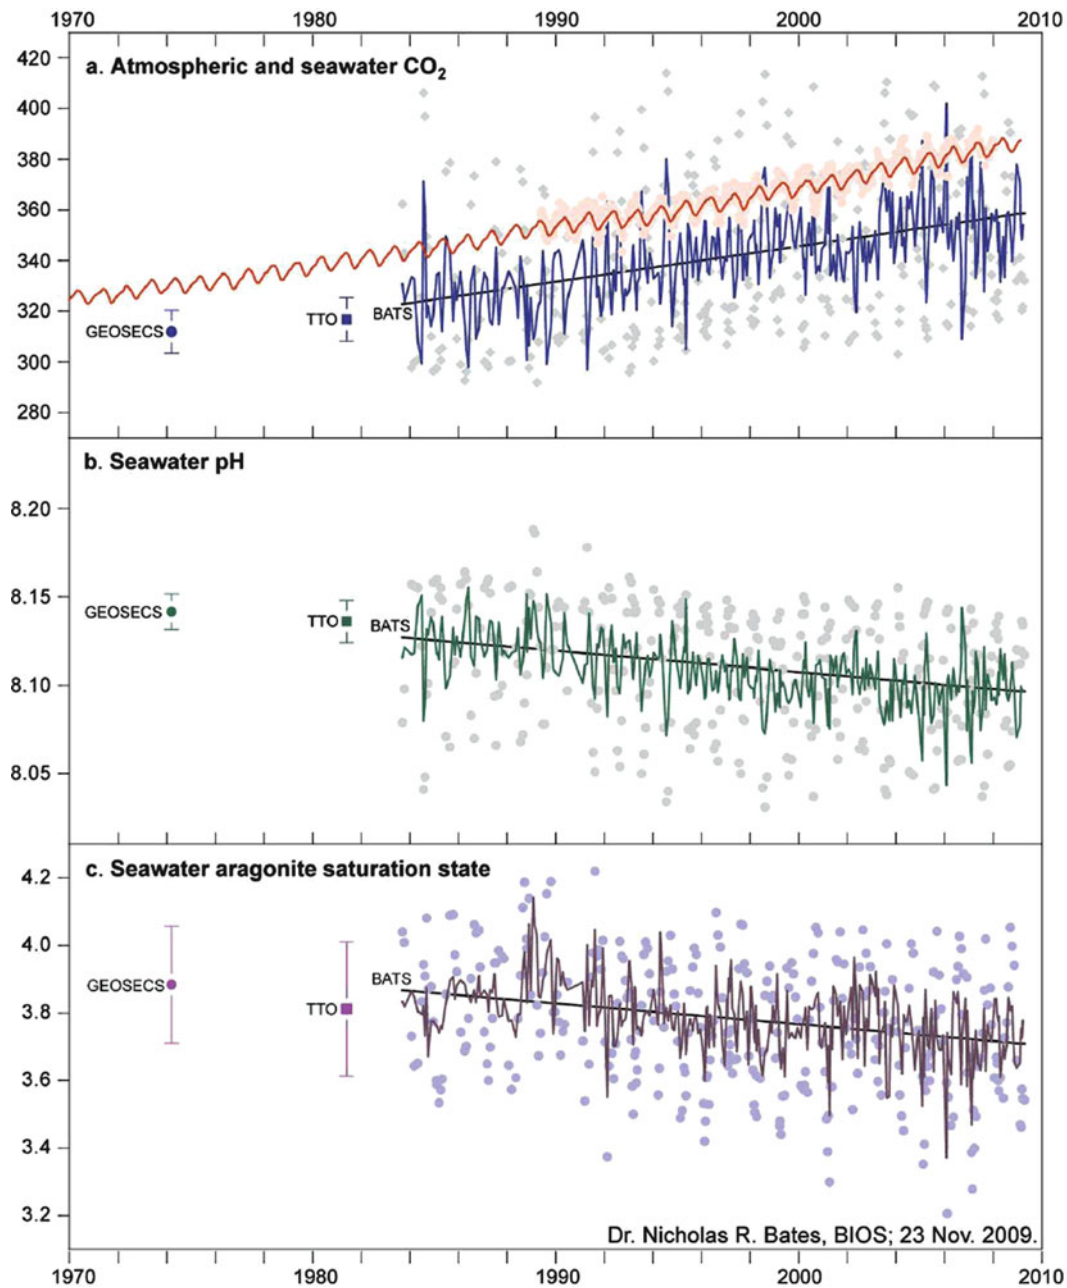 1970 1980 1990 2000 2010
a. Atmospheric and seawater CO₂
420
400
380
360
340
320
300
280
GEOSECS
TTO
BATS
b. Seawater pH
8.20
8.15
8.10
8.05
GEOSECS
TTO
BATS
c. Seawater aragonite saturation state
4.2
4.0
3.8
3.6
3.4
3.2
GEOSECS
TTO
BATS
Dr. Nicholas R. Bates, BIOS; 23 Nov. 2009.
1970 1980 1990 2000 2010